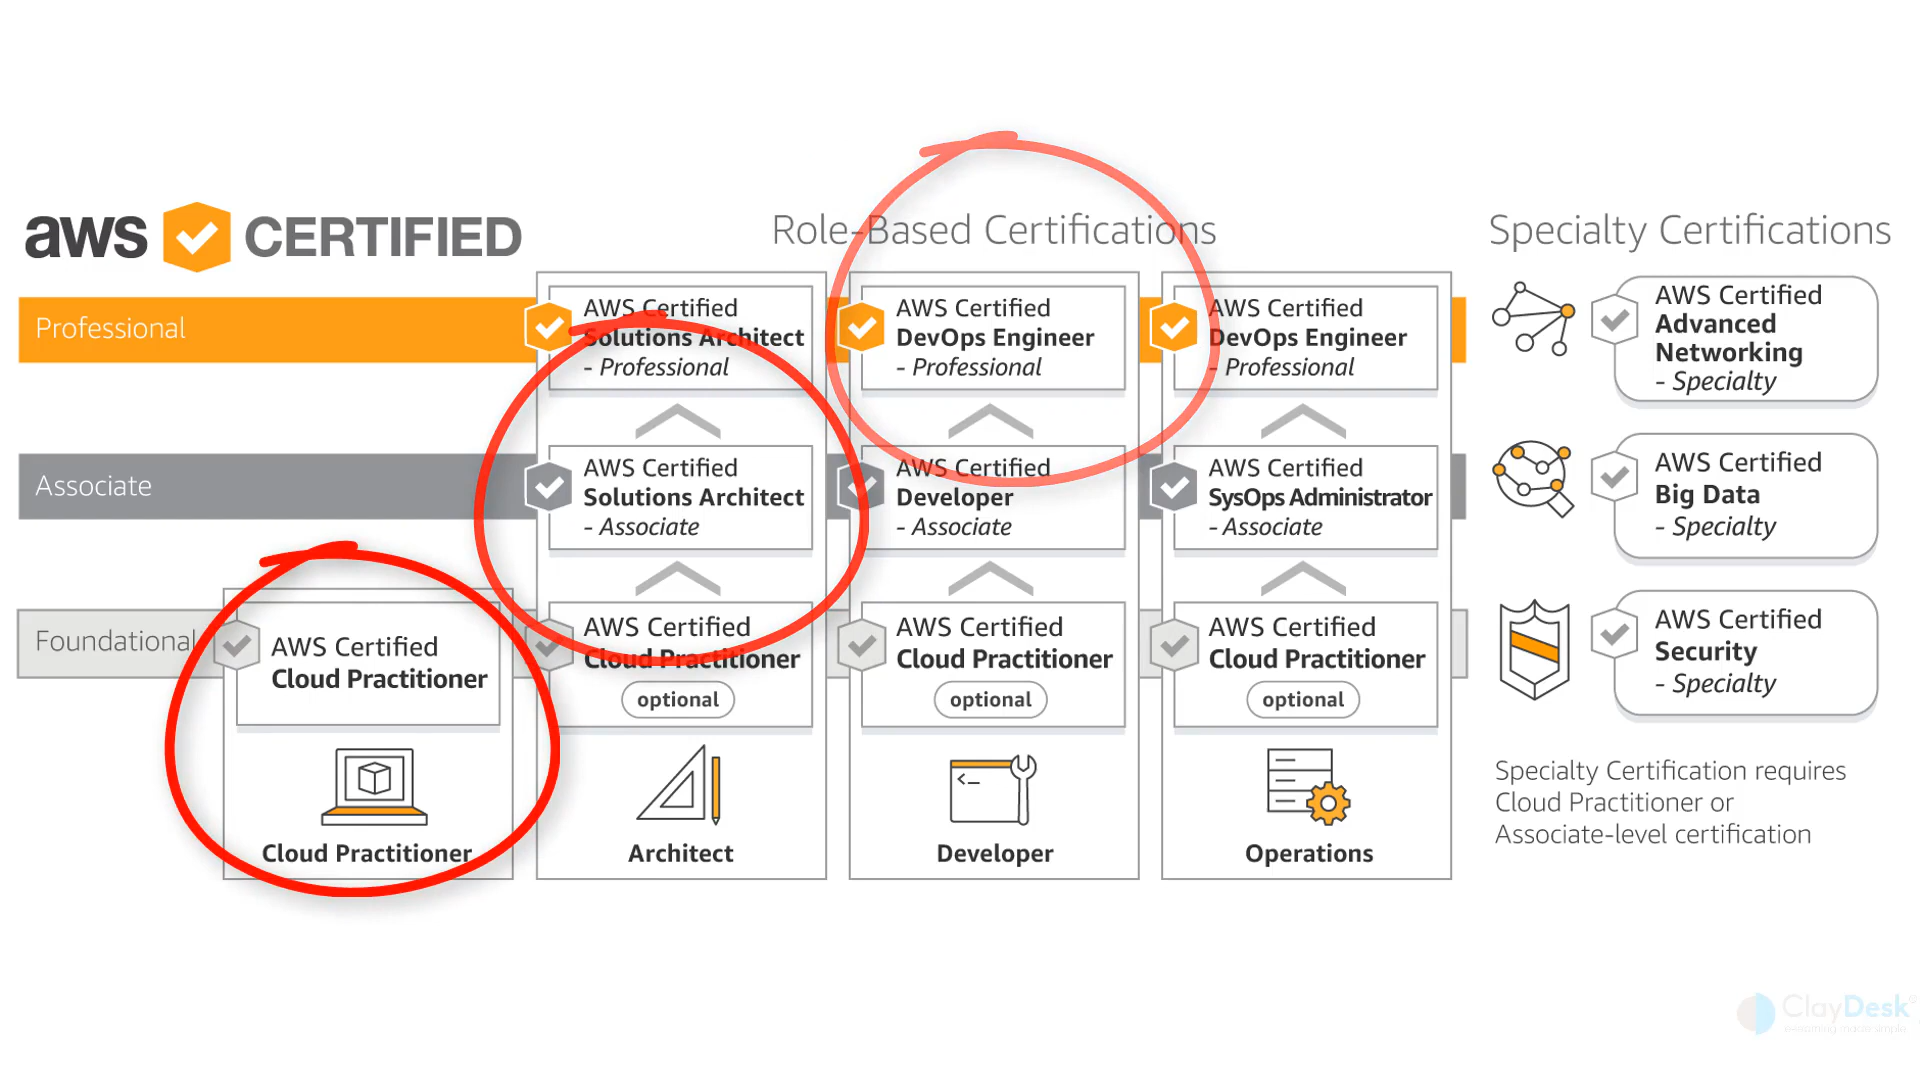 aws CERTIFIED
Role-Based Certifications
Specialty Certifications
Professional
AWS Certified
Solutions Architect
- Professional
AWS Certified
DevOps Engineer
- Professional
AWS Certified
DevOps Engineer
- Professional
Associate
AWS Certified
Solutions Architect
- Associate
AWS Certified
Developer
- Associate
AWS Certified
SysOps Administrator
- Associate
Foundational
AWS Certified
Cloud Practitioner
AWS Certified
Cloud Practitioner
optional
AWS Certified
Cloud Practitioner
optional
AWS Certified
Cloud Practitioner
optional
Cloud Practitioner
Architect
Developer
Operations
AWS Certified
Advanced
Networking
- Specialty
AWS Certified
Big Data
- Specialty
AWS Certified
Security
- Specialty
Specialty Certification requires
Cloud Practitioner or
Associate-level certification
ClayDesk
made simple